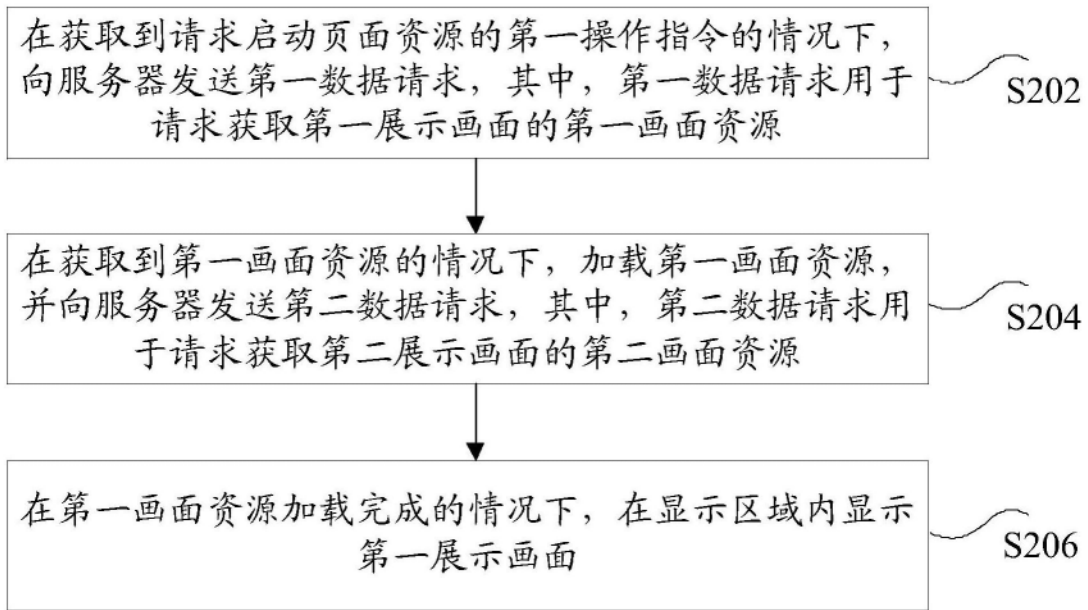 在获取到请求启动页面资源的第一操作指令的情况下，
向服务器发送第一数据请求，其中，第一数据请求用于
请求获取第一展示画面的第一画面资源
S202
在获取到第一画面资源的情况下，加载第一画面资源，
并向服务器发送第二数据请求，其中，第二数据请求用
于请求获取第二展示画面的第二画面资源
S204
在第一画面资源加载完成的情况下，在显示区域内显示
第一展示画面
S206